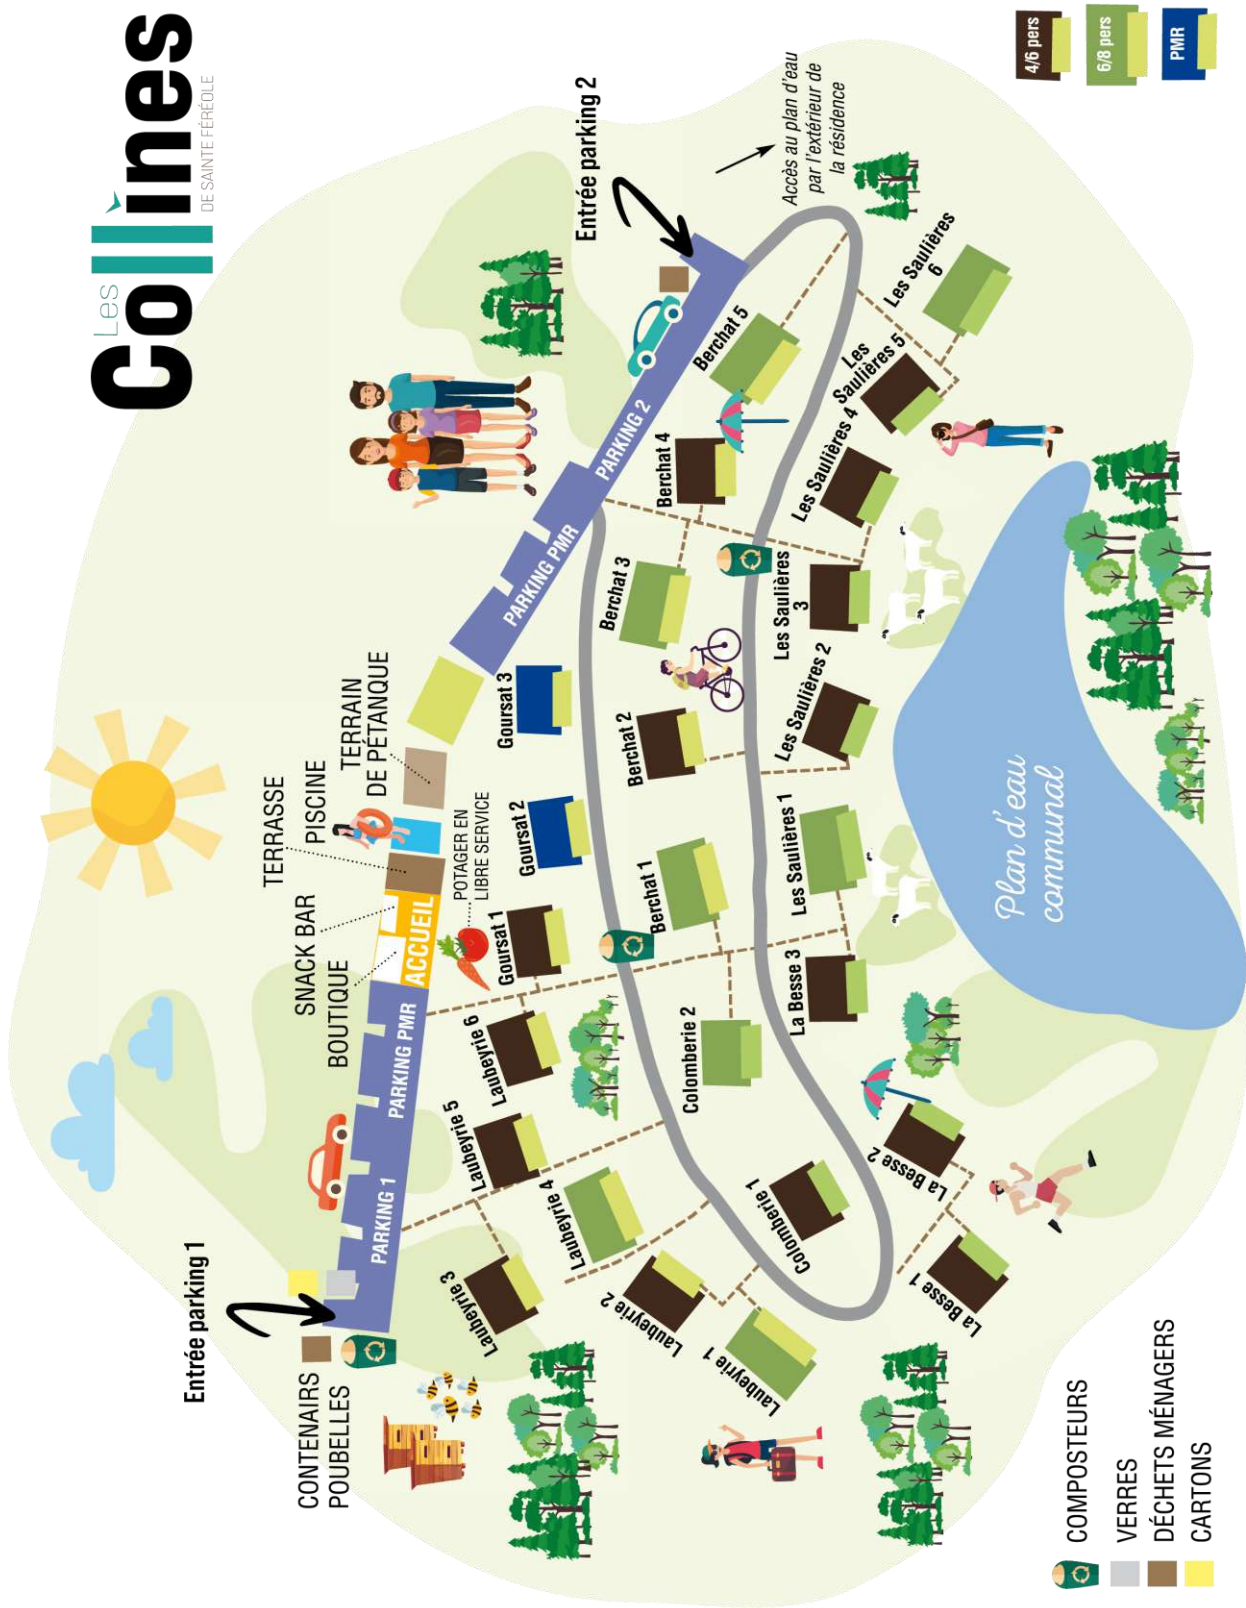 Les
Collines
DE SAINTE FÉRÉOLE
Entrée parking 1
CONTENAIRS
POUBELLES
PARKING 1
PARKING PMR
BOUTIQUE
SNACK BAR
ACCUEIL
TERRASSE
PISCINE
TERRAIN
DE PÉTANQUE
POTAGER EN
LIBRE SERVICE
PARKING PMR
PARKING 2
Entrée parking 2
Accès au plan d'eau
par l'extérieur de
la résidence
Laubeyrie 3
Laubeyrie 5
Laubeyrie 6
Goursat 1
Goursat 2
Goursat 3
Laubeyrie 4
Laubeyrie 2
Laubeyrie 1
Colomberie 1
Colomberie 2
Berchat 1
Berchat 2
Berchat 3
Berchat 4
Berchat 5
La Besse 1
La Besse 2
La Besse 3
Les Saulières 1
Les Saulières 2
Les Saulières
3
Les Saulières 4
Les
Saulières 5
Les Saulières
6
Plan d'eau
communal
COMPOSTEURS
VERRES
DÉCHETS MÉNAGERS
CARTONS
4/6 pers
6/8 pers
PMR